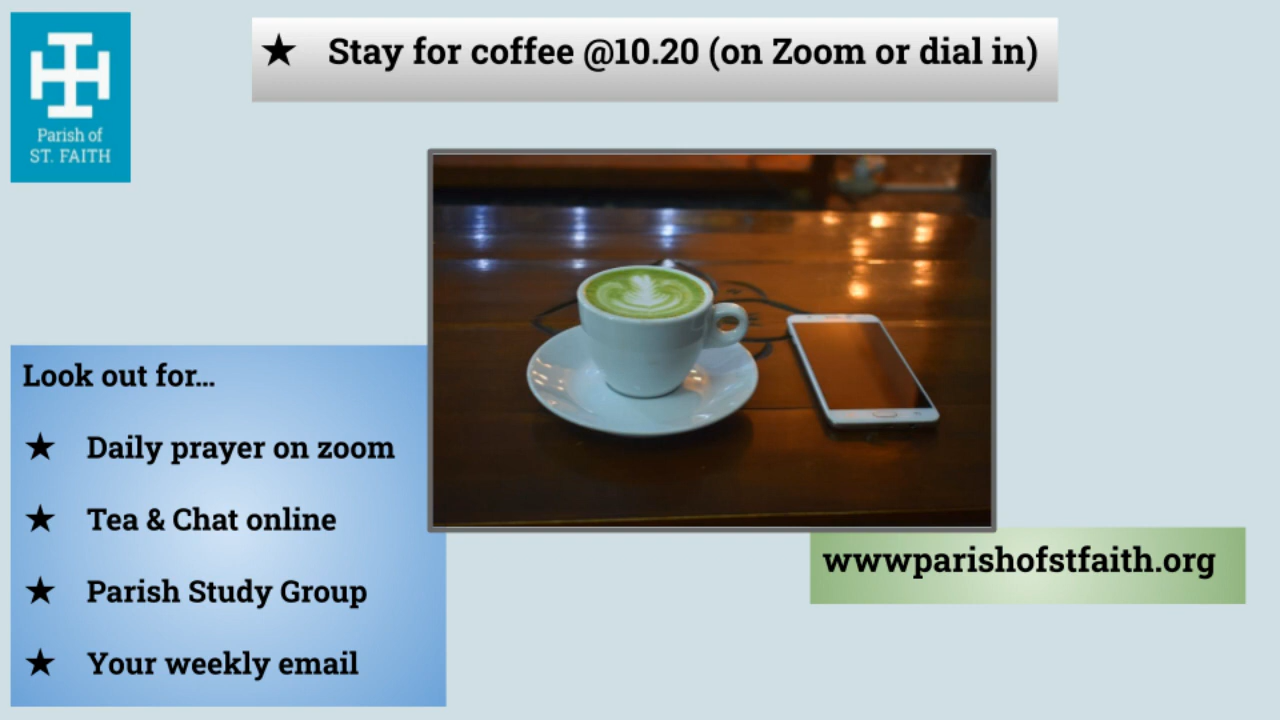 Parish of
ST. FAITH
★ Stay for coffee @10.20 (on Zoom or dial in)
Look out for...
★ Daily prayer on zoom
★ Tea & Chat online
★ Parish Study Group
★ Your weekly email
wwwparishofstfaith.org